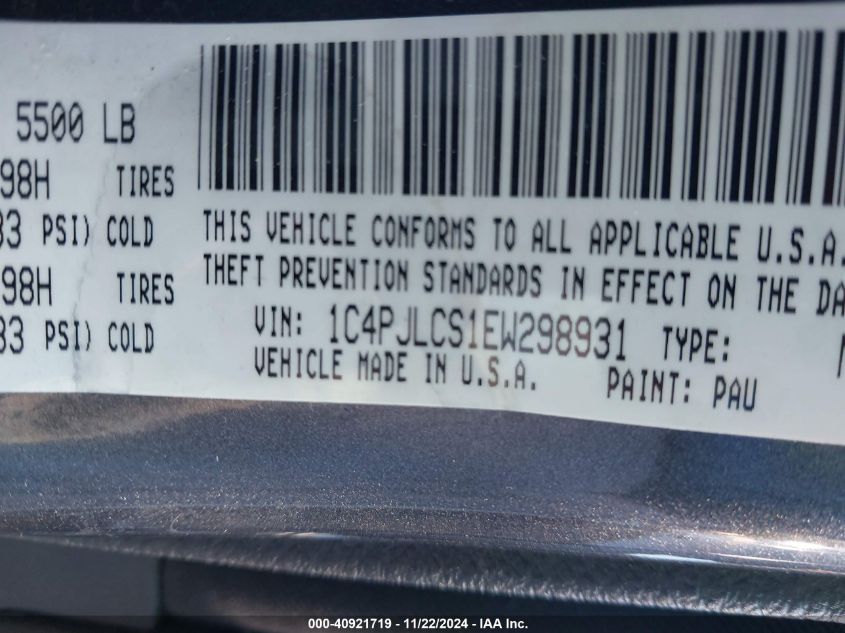 5500 LB
98H TIRES
33 PSI) COLD
98H TIRES
33 PSI) COLD
THIS VEHICLE CONFORMS TO ALL APPLICABLE U.S.A.
THEFT PREVENTION STANDARDS IN EFFECT ON THE DA
VIN: 1C4PJLCS1EW298931 TYPE:
VEHICLE MADE IN U.S.A. PAINT: PAU
000-40921719 - 11/22/2024 - IAA Inc.